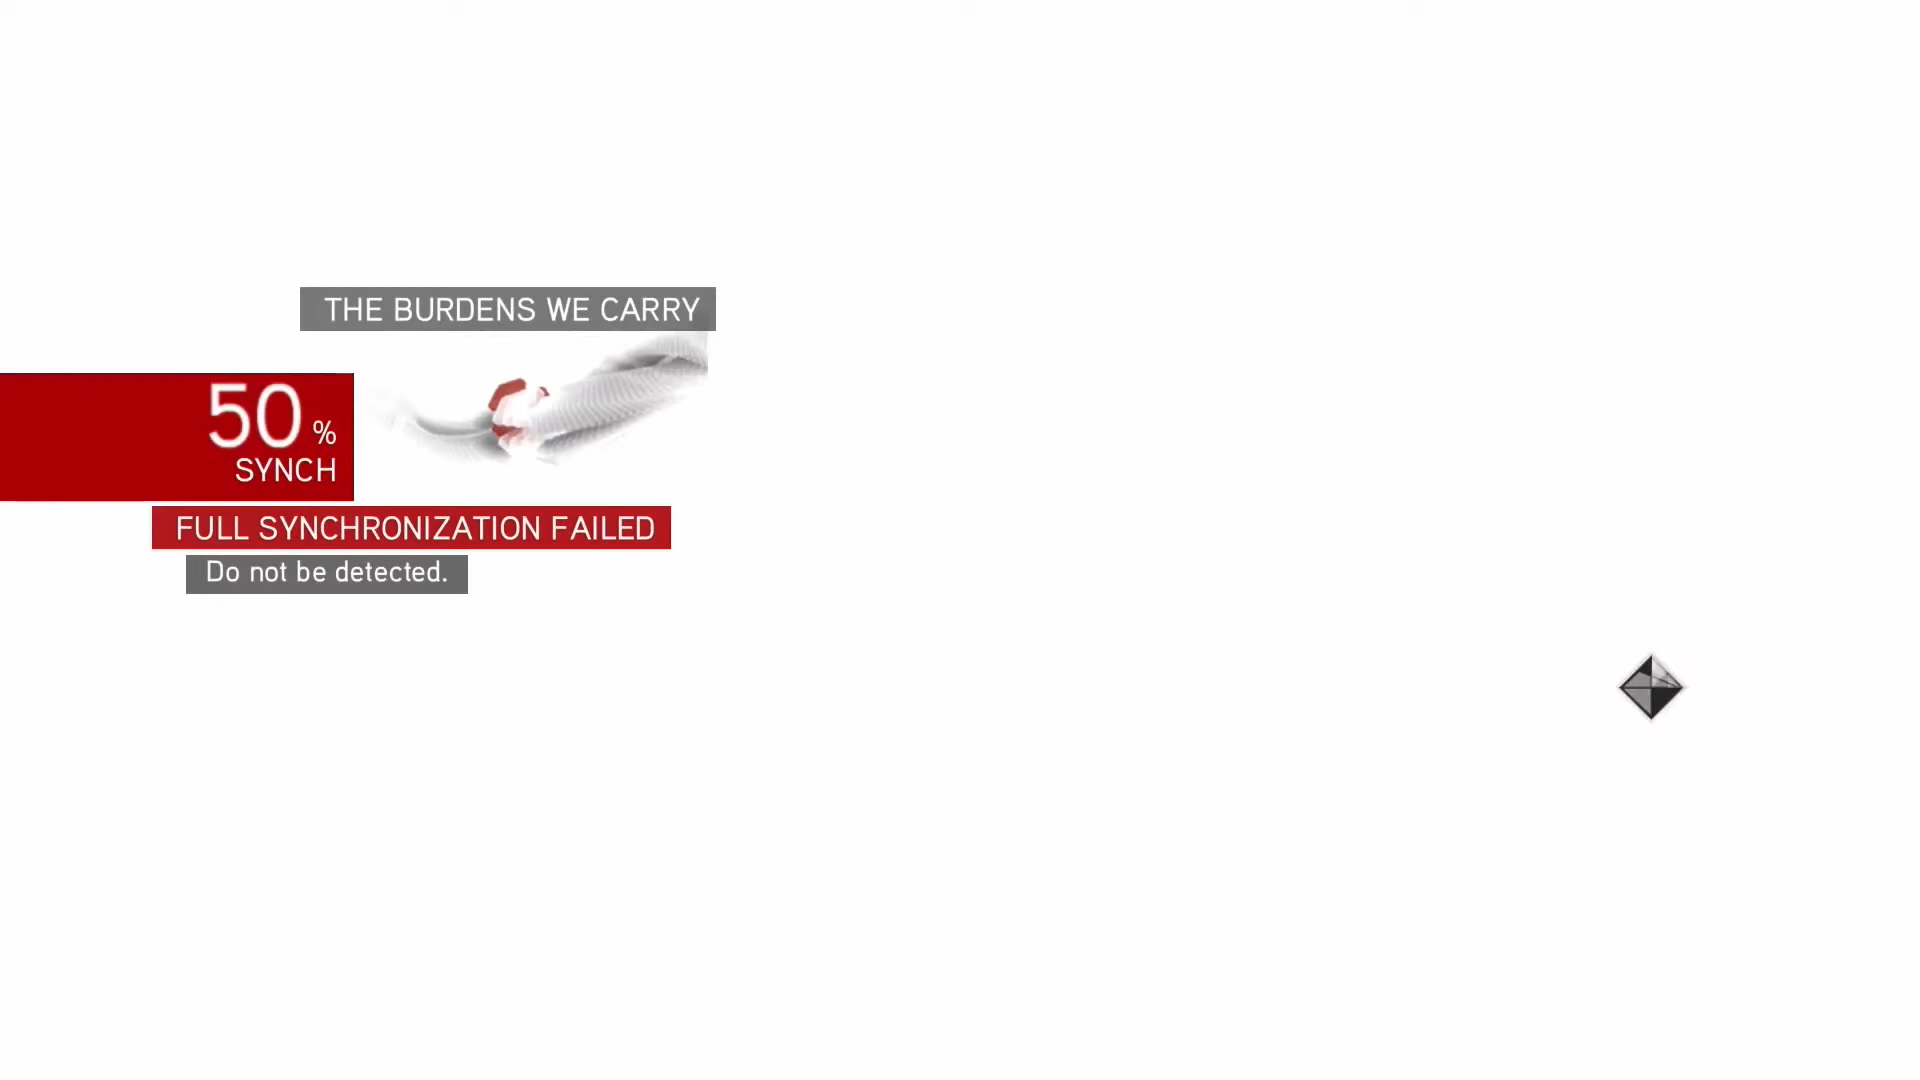 THE BURDENS WE CARRY
50 %
SYNCH
FULL SYNCHRONIZATION FAILED
Do not be detected.